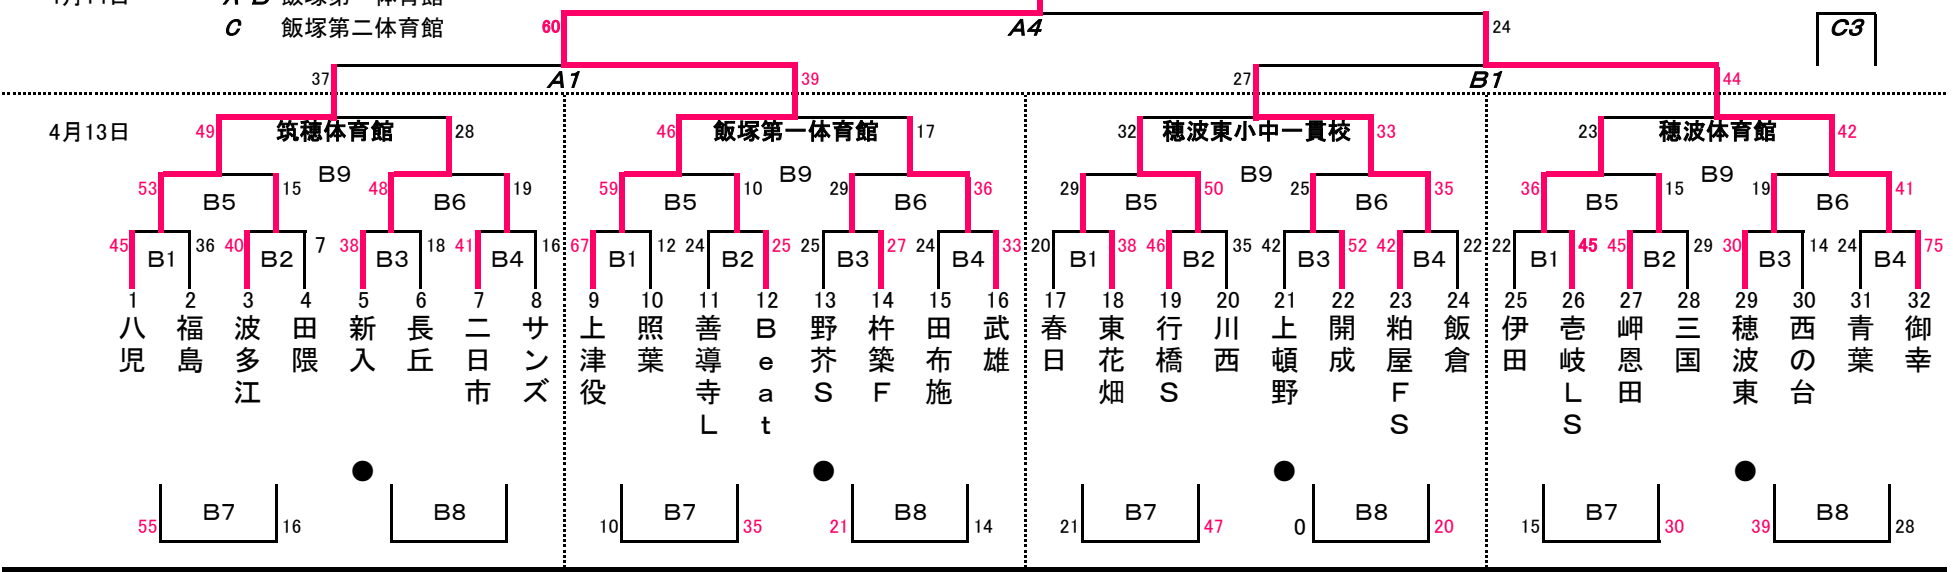 C 飯塚第二体育館 60 A4 24 C3
37 A1 39 27 B1 44
4月13日 49 筑穂体育館 28 46 飯塚第一体育館 17 32 穂波東小中一貫校 33 23 穂波体育館 42
B9 B9 B9 B9
53 15 48 19 59 10 29 36 29 50 25 35 36 15 19 41
B5 B6 B5 B6 B5 B6 B5 B6
45 36 40 7 38 18 41 16 67 12 24 25 25 27 24 33 20 38 46 35 42 52 42 22 22 45 45 29 30 14 24 75
B1 B2 B3 B4 B1 B2 B3 B4 B1 B2 B3 B4 B1 B2 B3 B4
1 2 3 4 5 6 7 8 9 10 11 12 13 14 15 16 17 18 19 20 21 22 23 24 25 26 27 28 29 30 31 32
八児
福島
波多江
田隈
新入
長丘
二日市
サンズ
上津役
照葉
善導寺L
Beat
野芥S
杵築F
田布施
武雄
春日
東花畑
行橋S
川西
上頓野
開成
粕屋FS
飯倉
伊田
壱岐LS
岬恩田
三国
穂波東
西の台
青葉
御幸
● ● ● ●
B7 B8 B7 B8 B7 B8 B7 B8
55 16 10 35 21 14 21 47 0 20 15 30 39 28